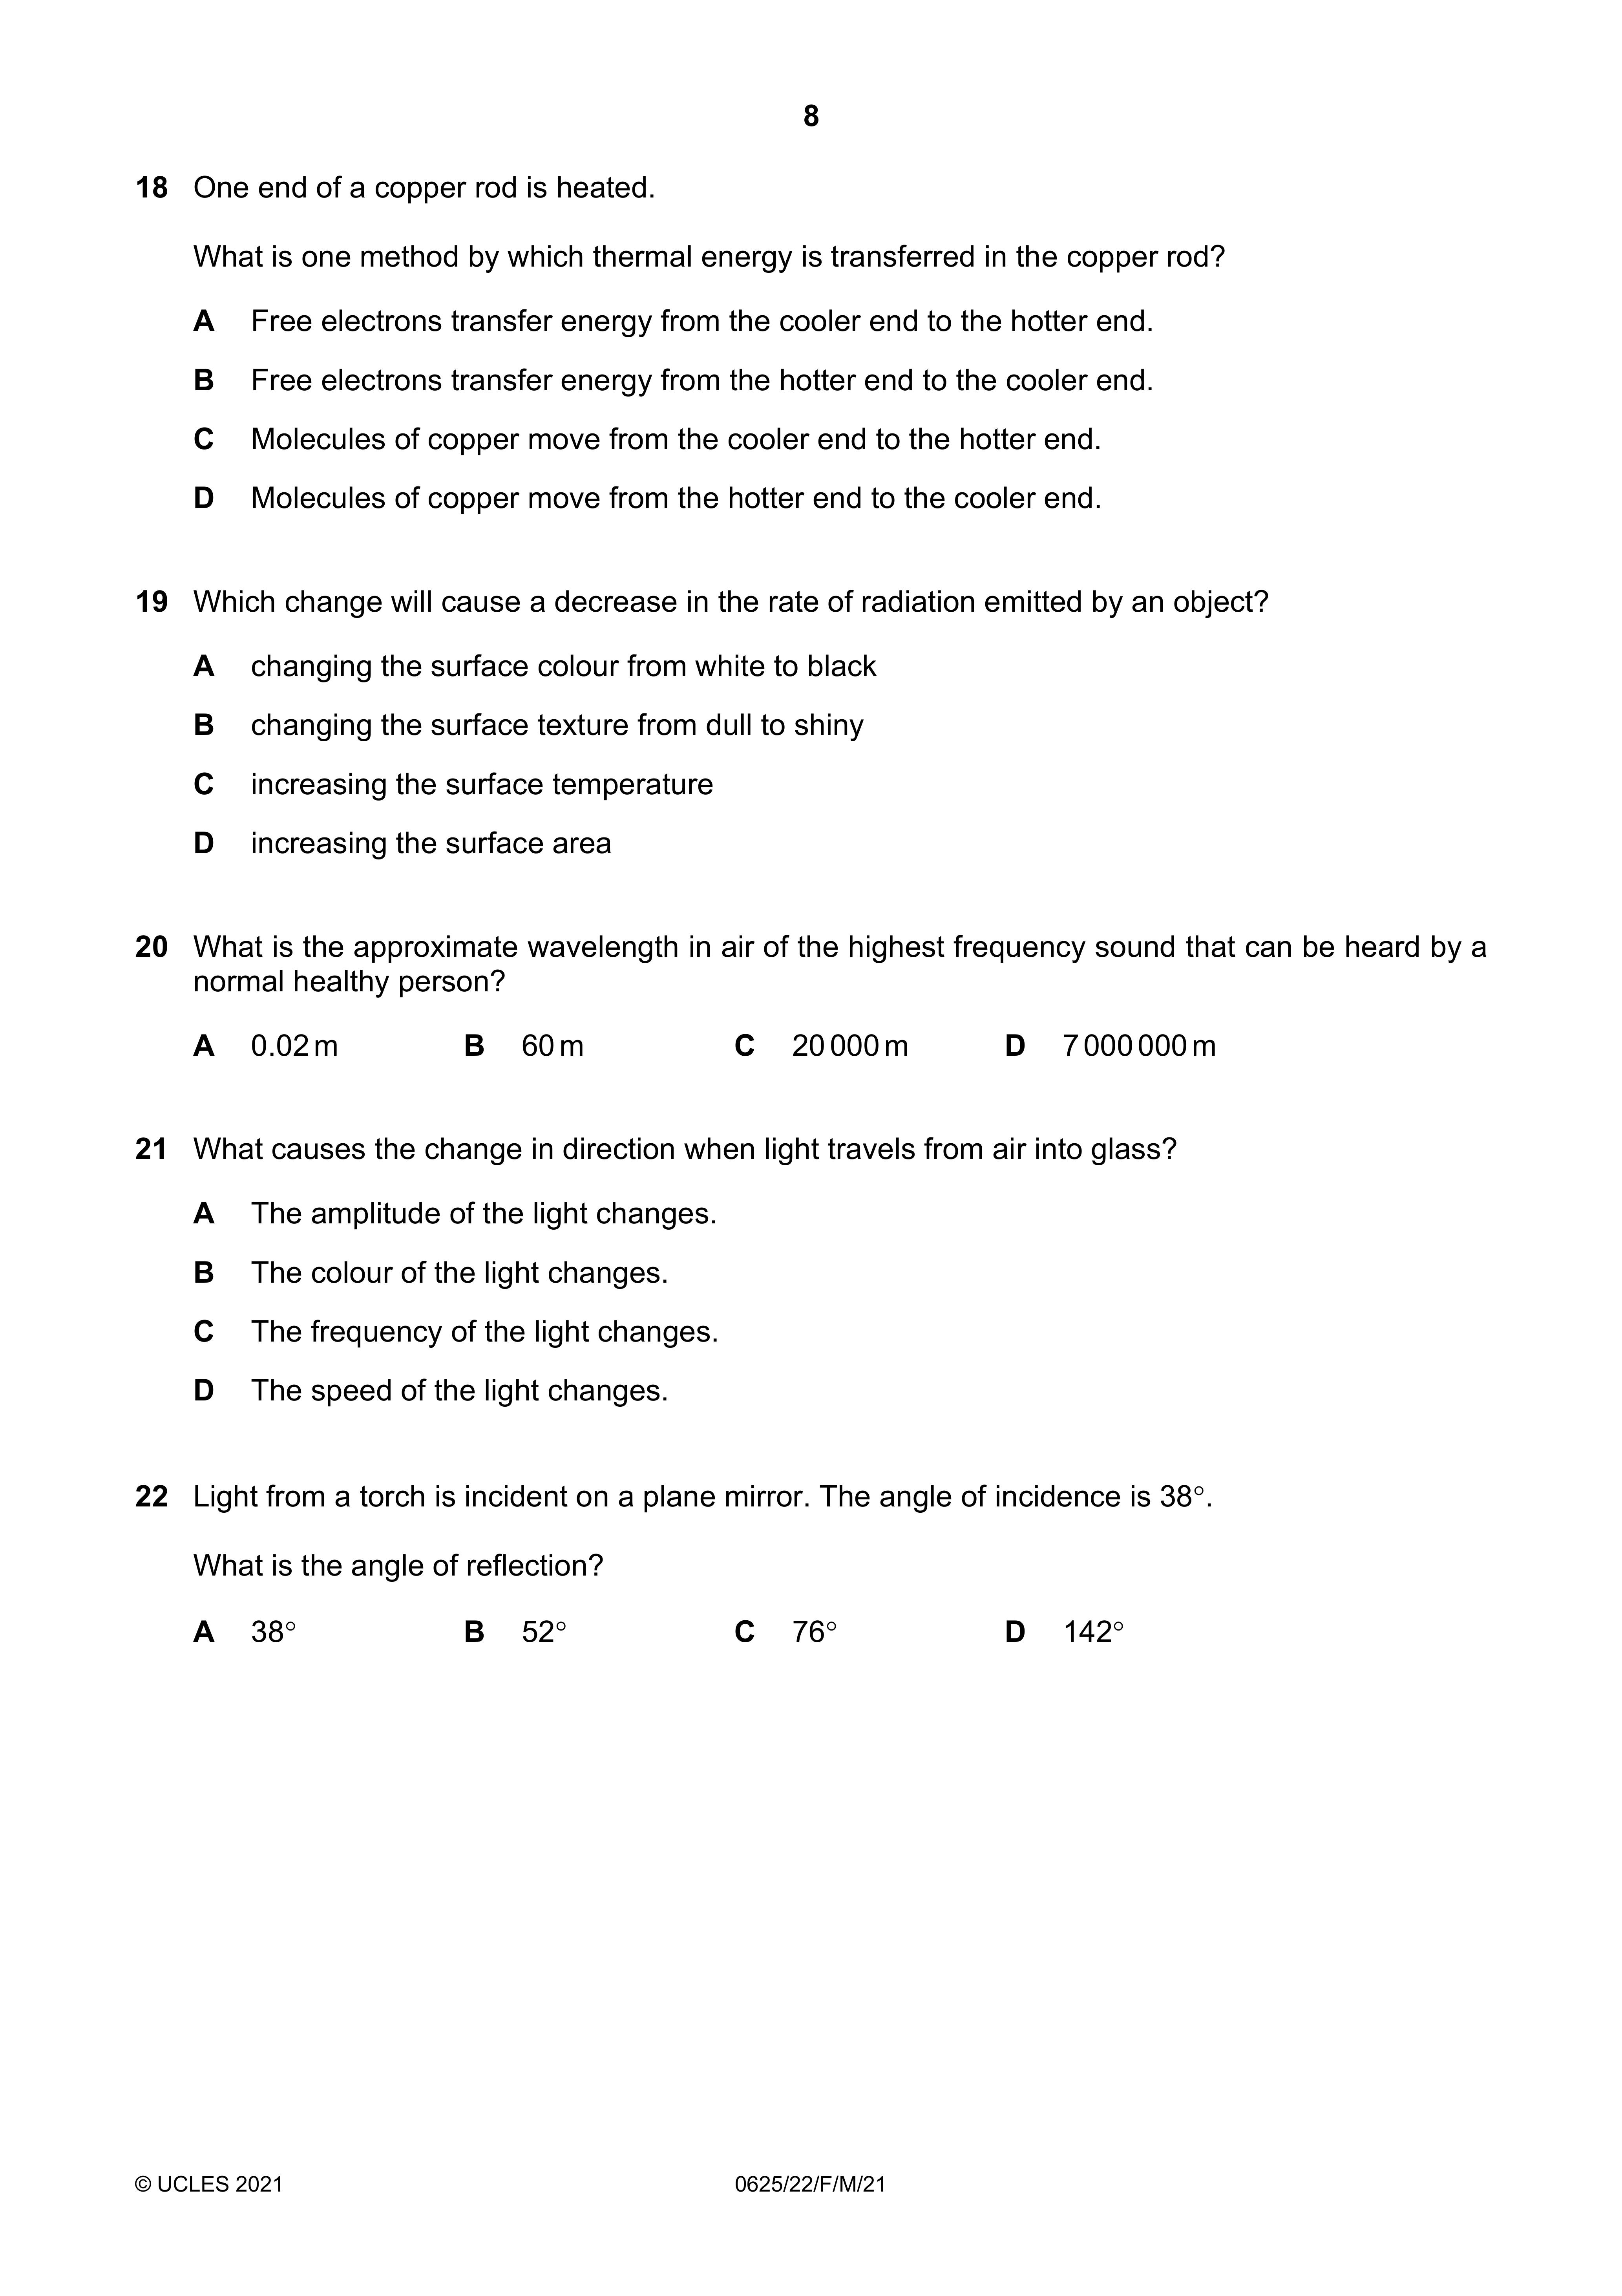 8
18 One end of a copper rod is heated.
What is one method by which thermal energy is transferred in the copper rod?
A Free electrons transfer energy from the cooler end to the hotter end.
B Free electrons transfer energy from the hotter end to the cooler end.
C Molecules of copper move from the cooler end to the hotter end.
D Molecules of copper move from the hotter end to the cooler end.
19 Which change will cause a decrease in the rate of radiation emitted by an object?
A changing the surface colour from white to black
B changing the surface texture from dull to shiny
C increasing the surface temperature
D increasing the surface area
20 What is the approximate wavelength in air of the highest frequency sound that can be heard by a
normal healthy person?
A 0.02 m B 60 m C 20 000 m D 7 000 000 m
21 What causes the change in direction when light travels from air into glass?
A The amplitude of the light changes.
B The colour of the light changes.
C The frequency of the light changes.
D The speed of the light changes.
22 Light from a torch is incident on a plane mirror. The angle of incidence is 38°.
What is the angle of reflection?
A 38° B 52° C 76° D 142°
© UCLES 2021 0625/22/F/M/21